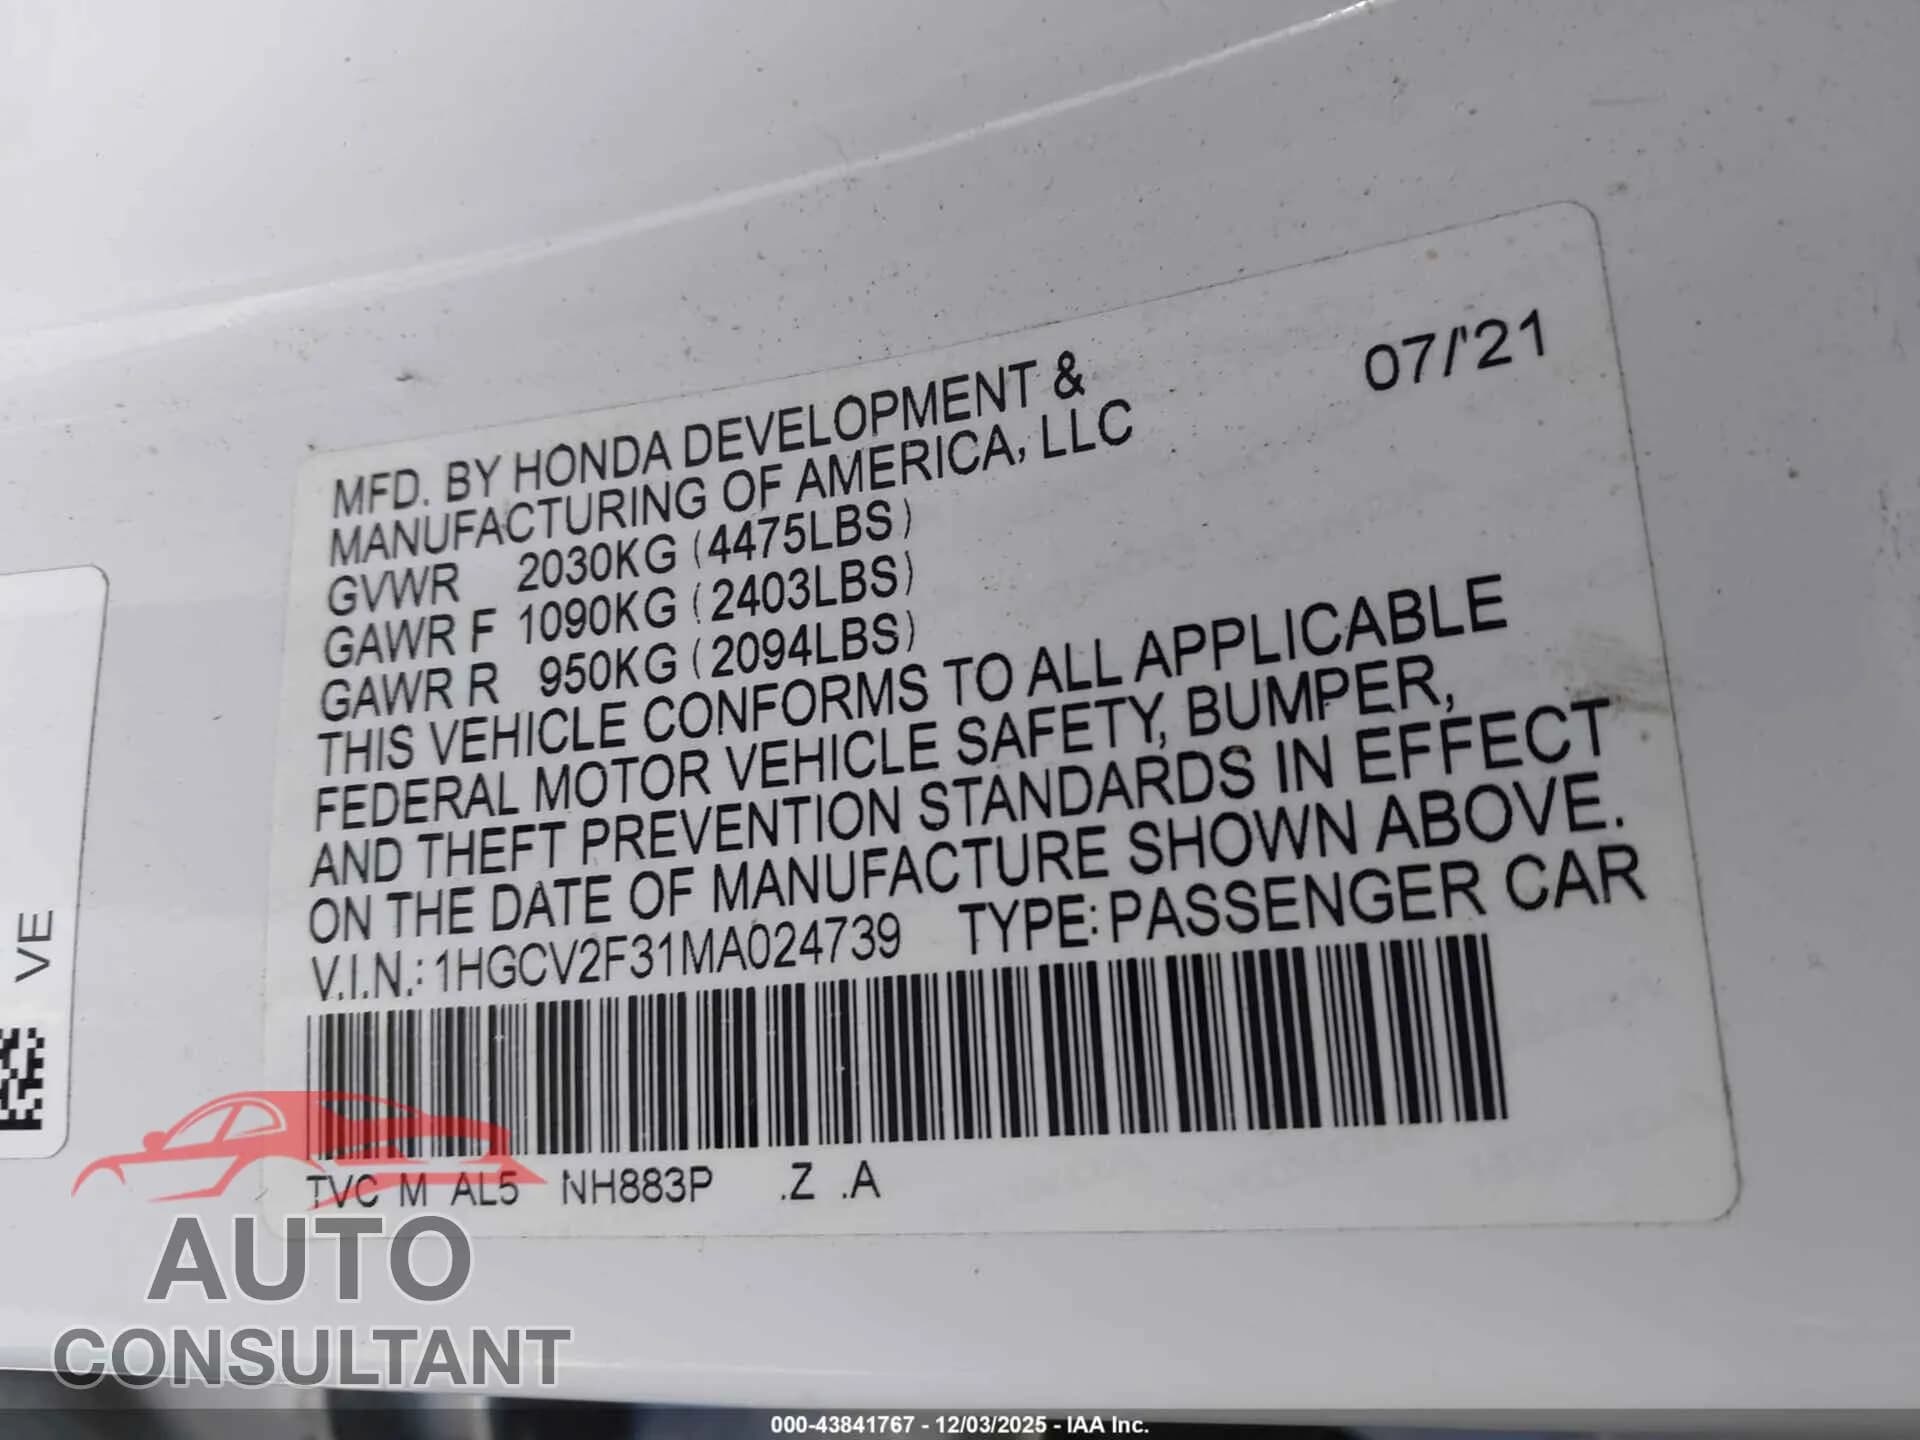 07/'21
MFD. BY HONDA DEVELOPMENT &
MANUFACTURING OF AMERICA, LLC
GVWR 2030KG (4475LBS)
GAWR F 1090KG (2403LBS)
GAWR R 950KG (2094LBS)
THIS VEHICLE CONFORMS TO ALL APPLICABLE
FEDERAL MOTOR VEHICLE SAFETY, BUMPER,
AND THEFT PREVENTION STANDARDS IN EFFECT
ON THE DATE OF MANUFACTURE SHOWN ABOVE.
V.I.N.: 1HGCV2F31MA024739 TYPE: PASSENGER CAR
TVC M AL5 NH883P .Z .A
VE
AUTO
CONSULTANT
000-43841767 - 12/03/2025 - IAA Inc.